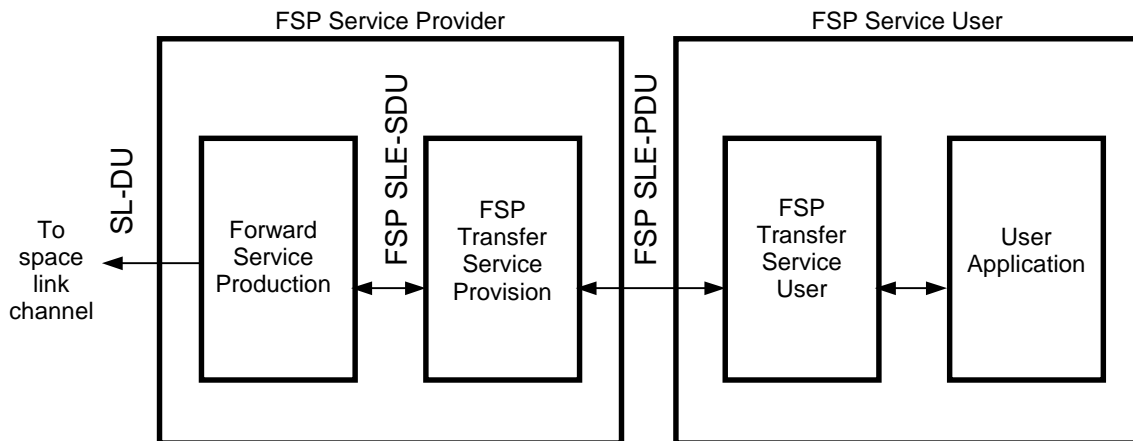 FSP Service Provider
FSP Service User
To
space
link
channel
SL-DU
Forward
Service
Production
FSP SLE-SDU
FSP
Transfer
Service
Provision
FSP SLE-PDU
FSP
Transfer
Service
User
User
Application